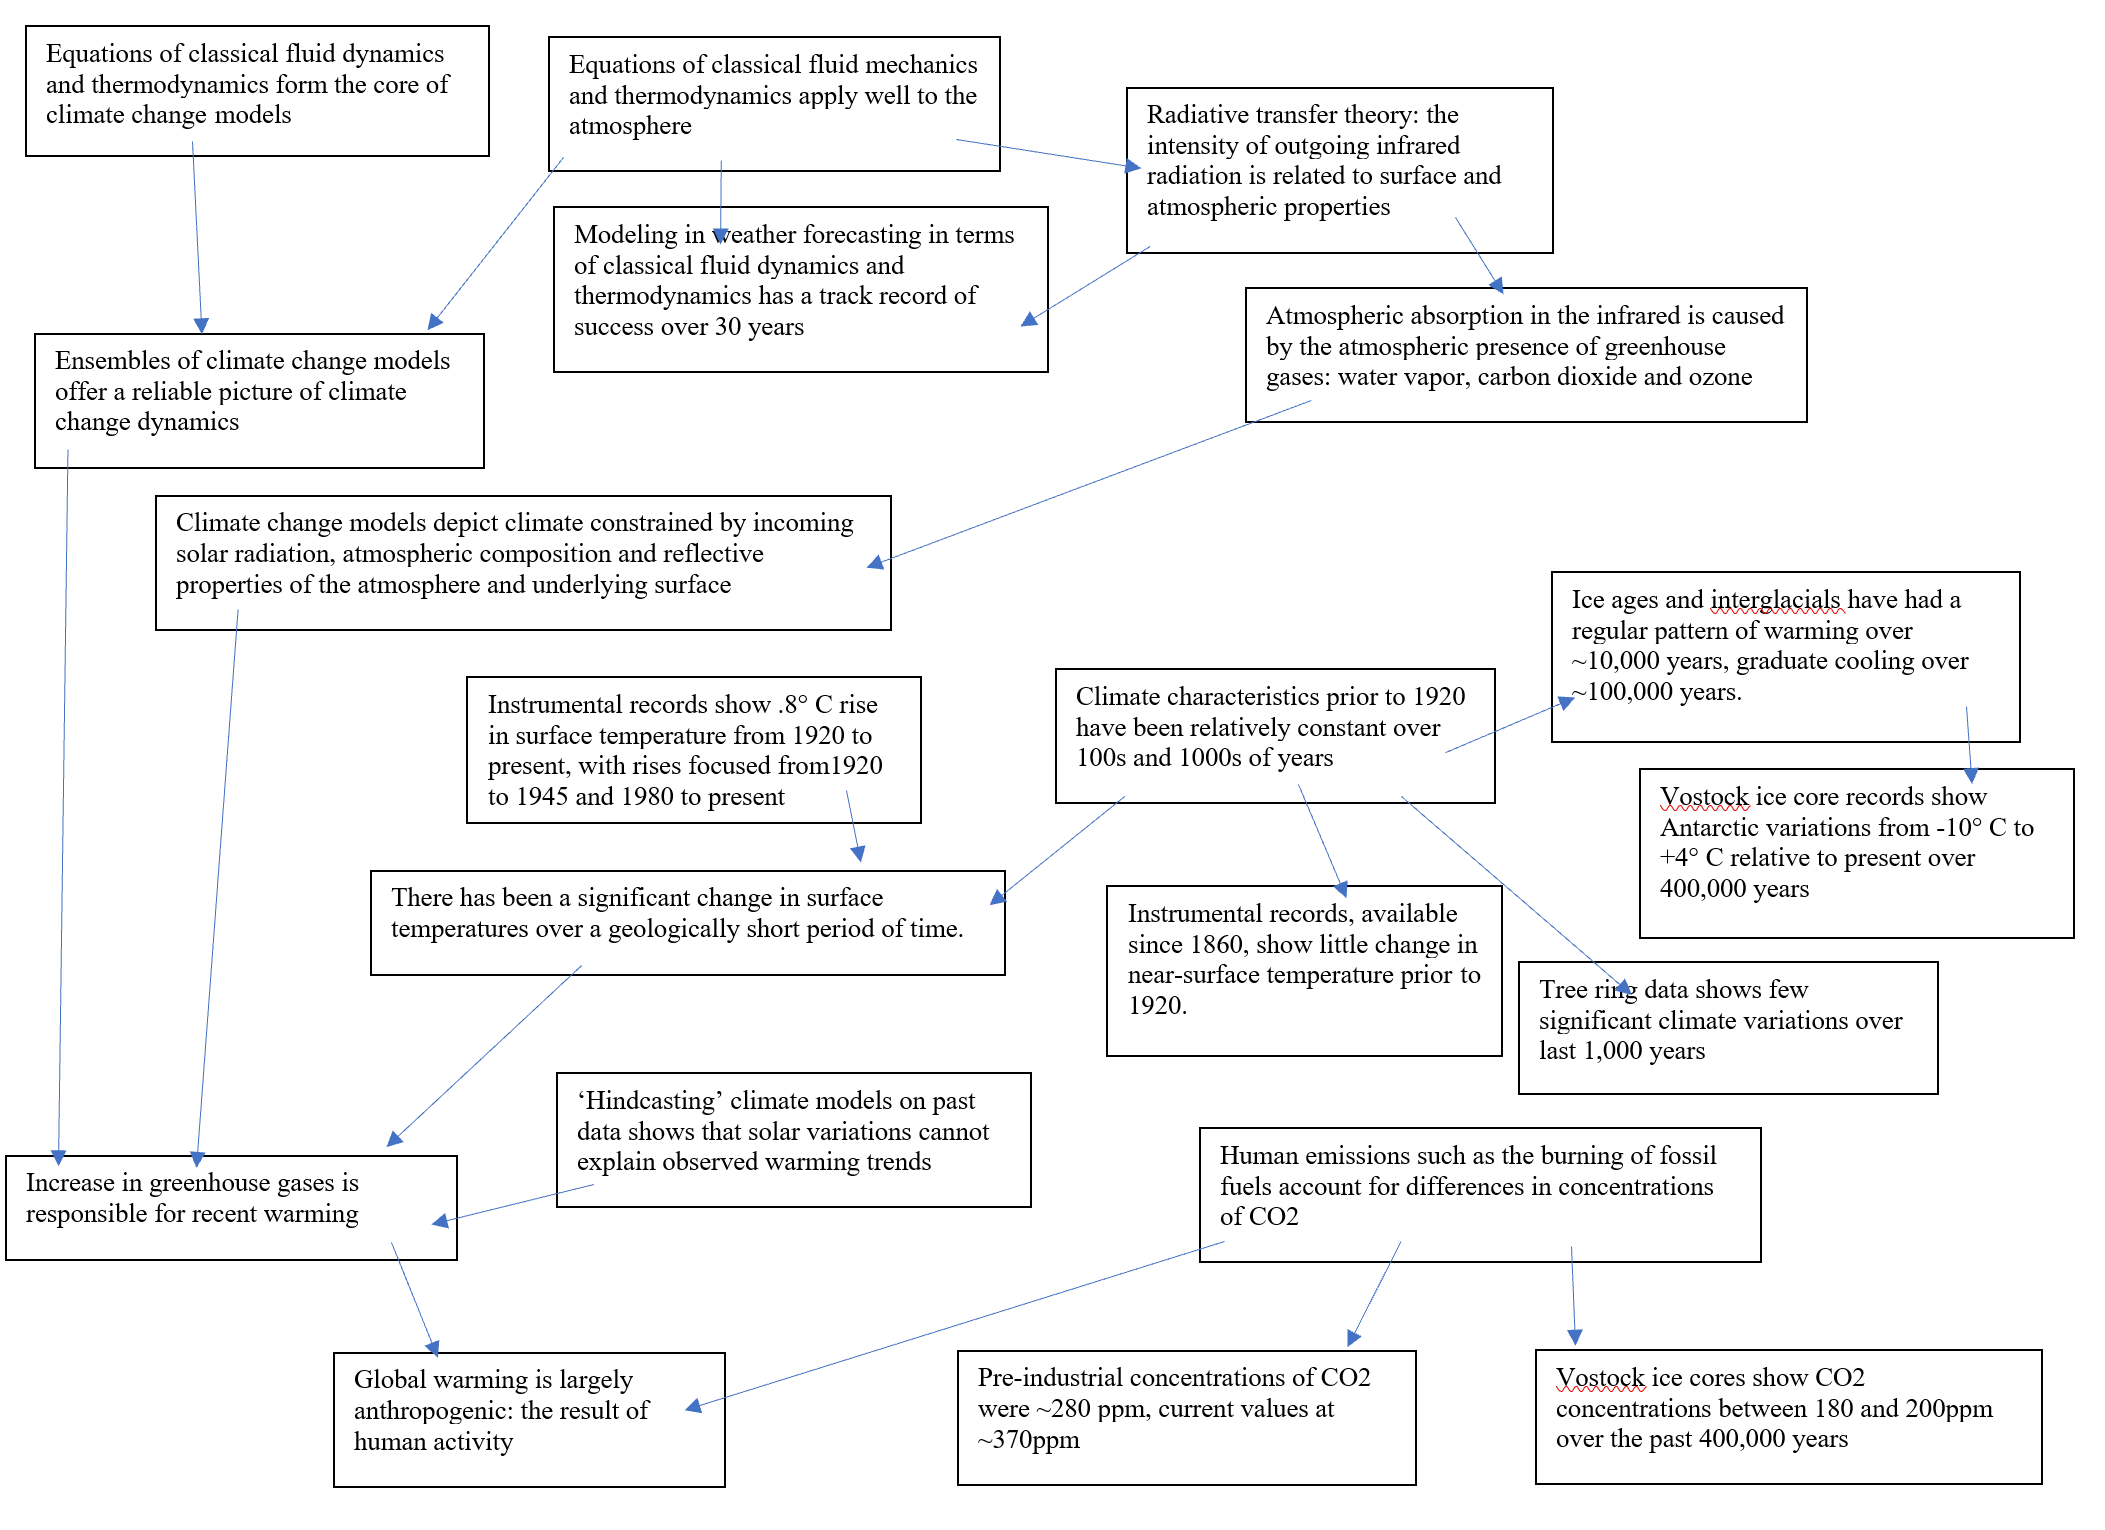 Equations of classical fluid dynamics
and thermodynamics form the core of
climate change models
Equations of classical fluid mechanics
and thermodynamics apply well to the
atmosphere
Radiative transfer theory: the
intensity of outgoing infrared
radiation is related to surface and
atmospheric properties
Modeling in weather forecasting in terms
of classical fluid dynamics and
thermodynamics has a track record of
success over 30 years
Atmospheric absorption in the infrared is caused
by the atmospheric presence of greenhouse
gases: water vapor, carbon dioxide and ozone
Ensembles of climate change models
offer a reliable picture of climate
change dynamics
Climate change models depict climate constrained by incoming
solar radiation, atmospheric composition and reflective
properties of the atmosphere and underlying surface
Ice ages and interglacials have had a
regular pattern of warming over
~10,000 years, graduate cooling over
~100,000 years.
Instrumental records show .8° C rise
in surface temperature from 1920 to
present, with rises focused from1920
to 1945 and 1980 to present
Climate characteristics prior to 1920
have been relatively constant over
100s and 1000s of years
Vostock ice core records show
Antarctic variations from -10° C to
+4° C relative to present over
400,000 years
There has been a significant change in surface
temperatures over a geologically short period of time.
Instrumental records, available
since 1860, show little change in
near-surface temperature prior to
1920.
Tree ring data shows few
significant climate variations over
last 1,000 years
‘Hindcasting’ climate models on past
data shows that solar variations cannot
explain observed warming trends
Human emissions such as the burning of fossil
fuels account for differences in concentrations
of CO2
Increase in greenhouse gases is
responsible for recent warming
Global warming is largely
anthropogenic: the result of
human activity
Pre-industrial concentrations of CO2
were ~280 ppm, current values at
~370ppm
Vostock ice cores show CO2
concentrations between 180 and 200ppm
over the past 400,000 years